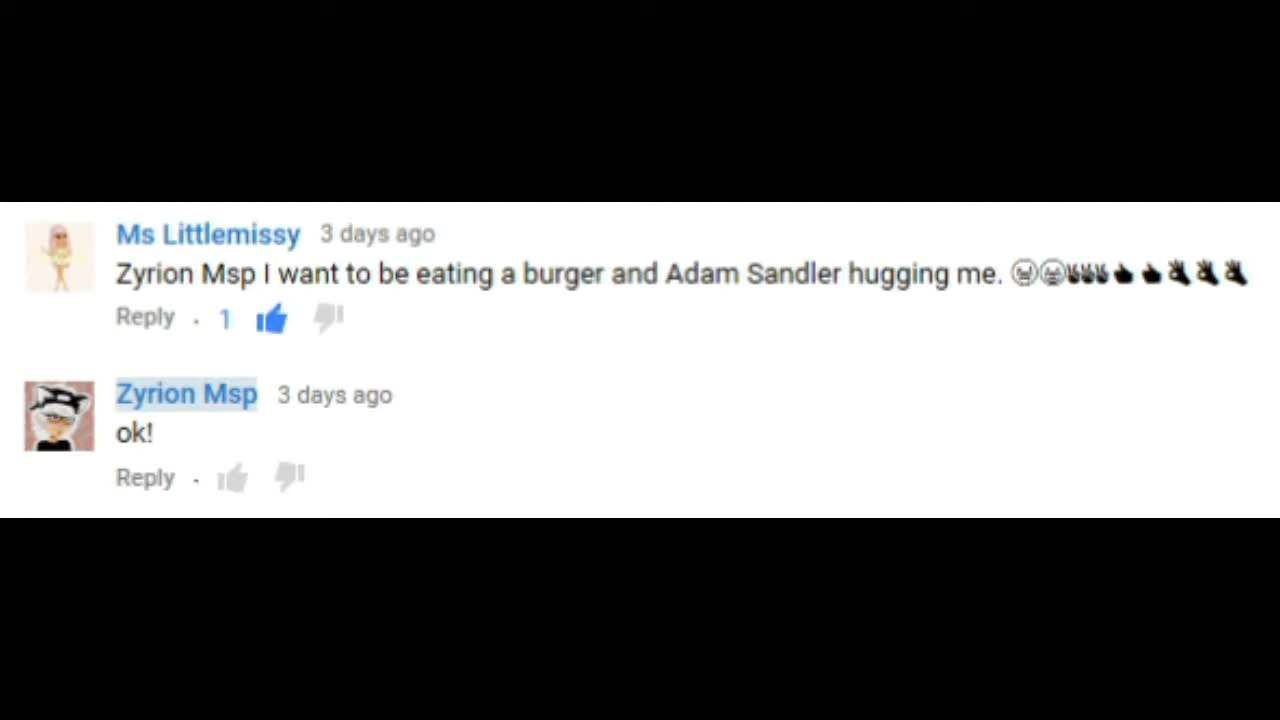 Ms Littlemissy 3 days ago
Zyrion Msp I want to be eating a burger and Adam Sandler hugging me.
Reply . 1
Zyrion Msp 3 days ago
ok!
Reply .